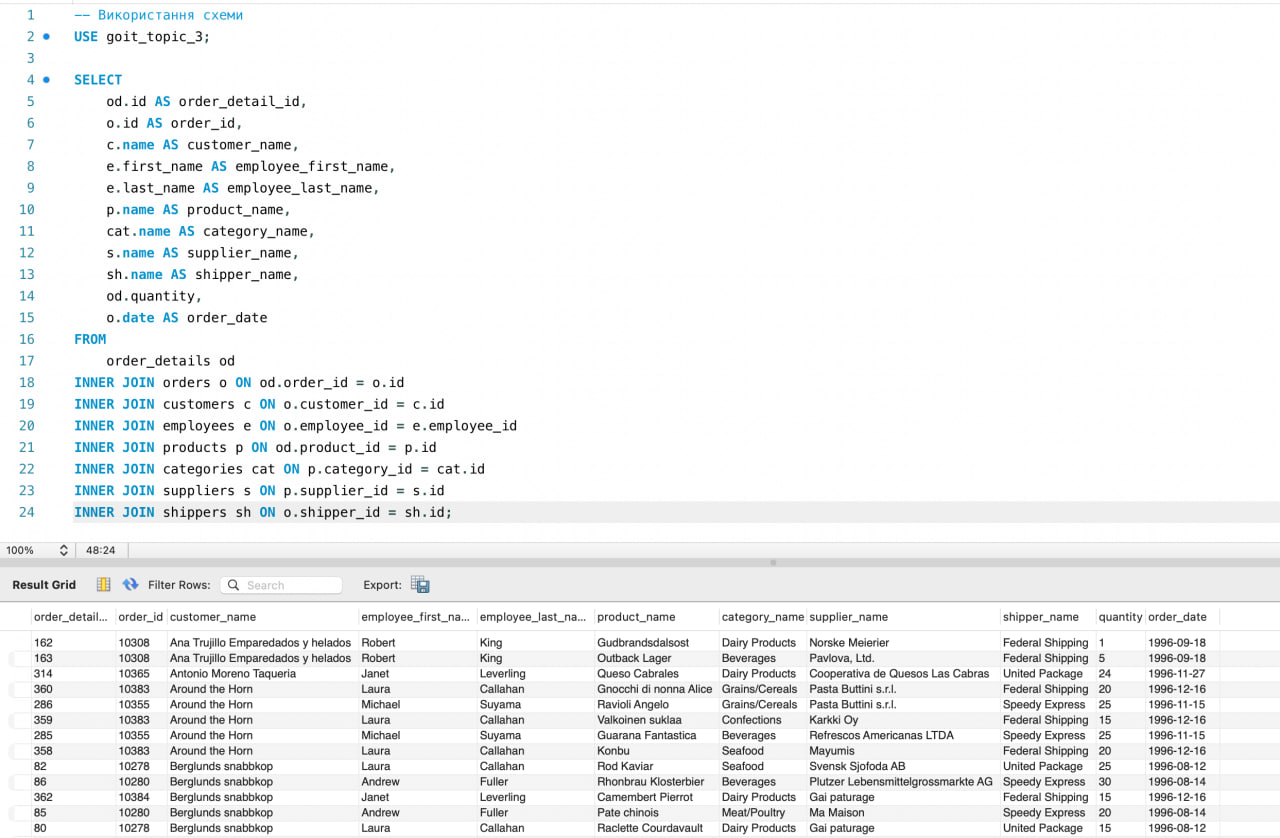 1 -- Використання схеми
2 USE goit_topic_3;
3
4 SELECT
5 od.id AS order_detail_id,
6 o.id AS order_id,
7 c.name AS customer_name,
8 e.first_name AS employee_first_name,
9 e.last_name AS employee_last_name,
10 p.name AS product_name,
11 cat.name AS category_name,
12 s.name AS supplier_name,
13 sh.name AS shipper_name,
14 od.quantity,
15 o.date AS order_date
16 FROM
17 order_details od
18 INNER JOIN orders o ON od.order_id = o.id
19 INNER JOIN customers c ON o.customer_id = c.id
20 INNER JOIN employees e ON o.employee_id = e.employee_id
21 INNER JOIN products p ON od.product_id = p.id
22 INNER JOIN categories cat ON p.category_id = cat.id
23 INNER JOIN suppliers s ON p.supplier_id = s.id
24 INNER JOIN shippers sh ON o.shipper_id = sh.id;
100% 48:24
Result Grid Filter Rows: Search Export:
order_detail... order_id customer_name employee_first_na... employee_last_na... product_name category_name supplier_name shipper_name quantity order_date
162 10308 Ana Trujillo Emparedados y helados Robert King Gudbrandsdalsost Dairy Products Norske Meierier Federal Shipping 1 1996-09-18
163 10308 Ana Trujillo Emparedados y helados Robert King Outback Lager Beverages Pavlova, Ltd. Federal Shipping 5 1996-09-18
314 10365 Antonio Moreno Taqueria Janet Leverling Queso Cabrales Dairy Products Cooperativa de Quesos Las Cabras United Package 24 1996-11-27
360 10383 Around the Horn Laura Callahan Gnocchi di nonna Alice Grains/Cereals Pasta Buttini s.r.l. Federal Shipping 20 1996-12-16
286 10355 Around the Horn Michael Suyama Ravioli Angelo Grains/Cereals Pasta Buttini s.r.l. Speedy Express 25 1996-11-15
359 10383 Around the Horn Laura Callahan Valkoinen suklaa Confections Karkki Oy Federal Shipping 15 1996-12-16
285 10355 Around the Horn Michael Suyama Guarana Fantastica Beverages Refrescos Americanas LTDA Speedy Express 25 1996-11-15
358 10383 Around the Horn Laura Callahan Konbu Seafood Mayumis Federal Shipping 20 1996-12-16
82 10278 Berglunds snabbkop Laura Callahan Rod Kaviar Seafood Svensk Sjofoda AB United Package 25 1996-08-12
86 10280 Berglunds snabbkop Andrew Fuller Rhonbrau Klosterbier Beverages Plutzer Lebensmittelgrossmarkte AG Speedy Express 30 1996-08-14
362 10384 Berglunds snabbkop Janet Leverling Camembert Pierrot Dairy Products Gai paturage Federal Shipping 15 1996-12-16
85 10280 Berglunds snabbkop Andrew Fuller Pate chinois Meat/Poultry Ma Maison Speedy Express 20 1996-08-14
80 10278 Berglunds snabbkop Laura Callahan Raclette Courdavault Dairy Products Gai paturage United Package 15 1996-08-12